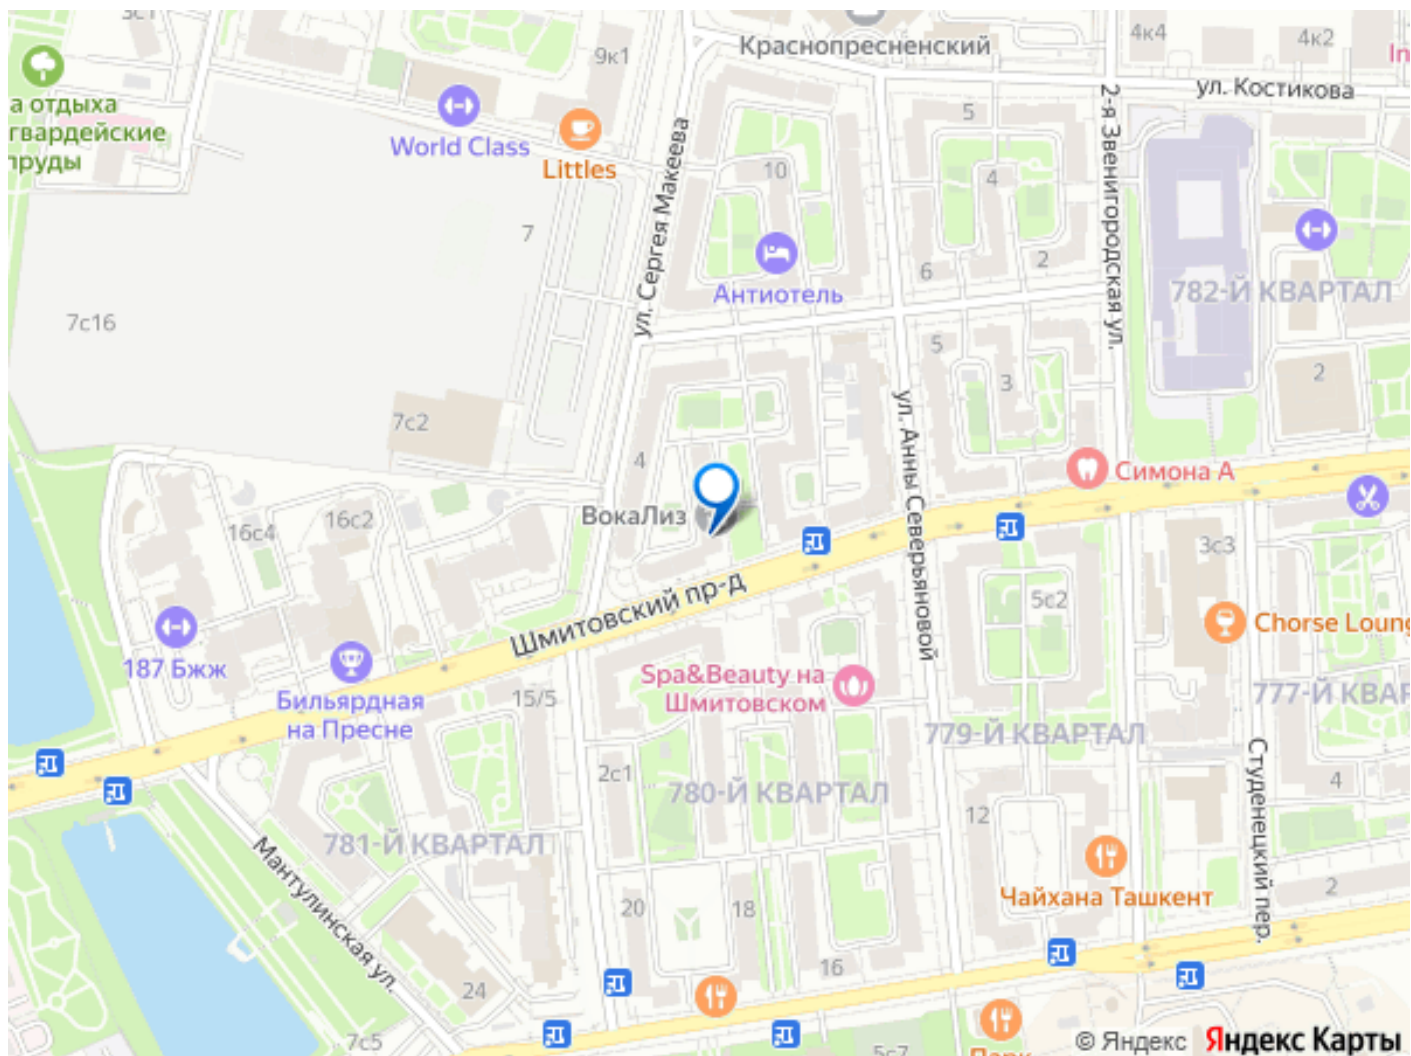 3с1
9к1
Краснопресненский
4к4
4к2
In
ул. Костикова
а отдыха
гвардейские
пруды
World Class
Littles
ул. Сергея Макеева
10
5
4
2-я Звенигородская ул.
7
6
2
Антиотель
782-Й КВАРТАЛ
7с16
5
3
2
7с2
ул. Анны Северьяновой
4
Симона А
ВокаЛиз
16с4
16с2
3с3
Шмитовский пр-д
5с2
Chorse Loung
187 Бжж
Бильярдная
на Пресне
15/5
Spa&Beauty на
Шмитовском
777-Й КВАР
779-Й КВАРТАЛ
2с1
780-Й КВАРТАЛ
Студенецкий пер.
4
12
781-Й КВАРТАЛ
Мантулинская ул.
Чайхана Ташкент
2
20
18
16
24
7с5
5с7
Парк
© Яндекс Яндекс Карты